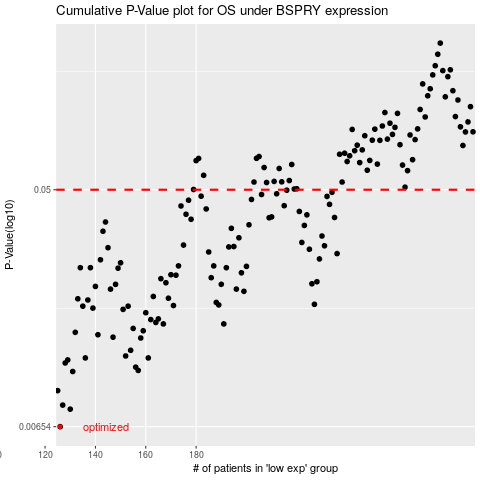 Cumulative P-Value plot for OS under BSPRY expression
P-Value(log10)
0.05
0.00654
optimized
0 120 140 160 180
# of patients in 'low exp' group